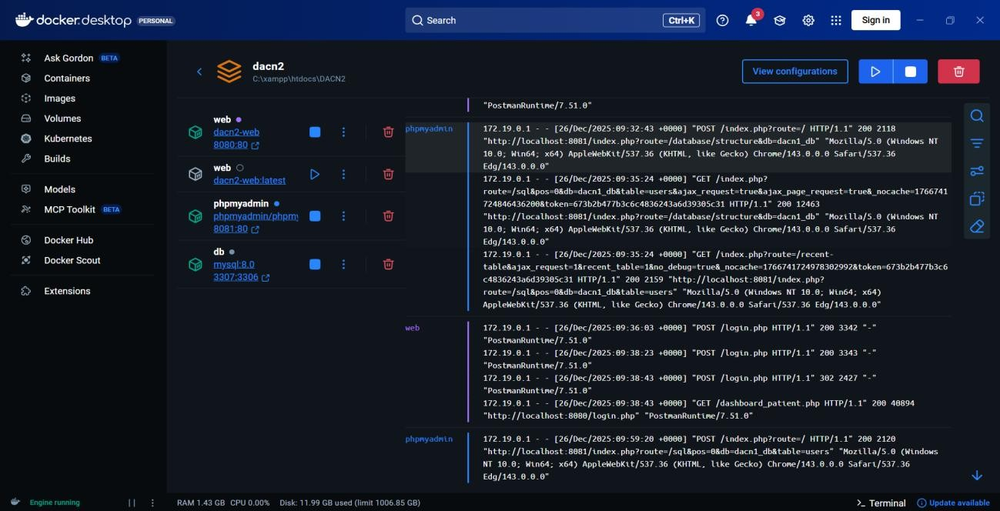 docker.desktop PERSONAL
Search
Ctrl+K
3
Sign in
Ask Gordon BETA
Containers
Images
Volumes
Kubernetes
Builds
Models
MCP Toolkit BETA
Docker Hub
Docker Scout
Extensions
dacn2
C:\xampp\htdocs\DACN2
View configurations
web
dacn2-web
8080:80
web
dacn2-web:latest
phpmyadmin
phpmyadmin/phpmy
8081:80
db
mysql:8.0
3307:3306
"PostmanRuntime/7.51.0"
phpmyadmin
172.19.0.1 - - [26/Dec/2025:09:32:43 +0000] "POST /index.php?route=/ HTTP/1.1" 200 2118
"http://localhost:8081/index.php?route=/database/structure&db=dacn1_db" "Mozilla/5.0 (Windows NT
10.0; Win64; x64) AppleWebKit/537.36 (KHTML, like Gecko) Chrome/143.0.0.0 Safari/537.36
Edg/143.0.0.0"
172.19.0.1 - - [26/Dec/2025:09:35:24 +0000] "GET /index.php?
route=/sql&pos=0&db=dacn1_db&table=users&ajax_request=true&ajax_page_request=true&_nocache=1766741
724846436200&token=673b2b477b3c6c4836243a6d39305c31 HTTP/1.1" 200 12463
"http://localhost:8081/index.php?route=/database/structure&db=dacn1_db" "Mozilla/5.0 (Windows NT
10.0; Win64; x64) AppleWebKit/537.36 (KHTML, like Gecko) Chrome/143.0.0.0 Safari/537.36
Edg/143.0.0.0"
172.19.0.1 - - [26/Dec/2025:09:35:24 +0000] "GET /index.php?route=/recent-
table&ajax_request=1&recent_table=1&no_debug=true&_nocache=1766741724978302992&token=673b2b477b3c6
c4836243a6d39305c31 HTTP/1.1" 200 2159 "http://localhost:8081/index.php?
route=/sql&pos=0&db=dacn1_db&table=users" "Mozilla/5.0 (Windows NT 10.0; Win64; x64)
AppleWebKit/537.36 (KHTML, like Gecko) Chrome/143.0.0.0 Safari/537.36 Edg/143.0.0.0"
web
172.19.0.1 - - [26/Dec/2025:09:36:03 +0000] "POST /login.php HTTP/1.1" 200 3342 "-"
"PostmanRuntime/7.51.0"
172.19.0.1 - - [26/Dec/2025:09:38:23 +0000] "POST /login.php HTTP/1.1" 200 3343 "-"
"PostmanRuntime/7.51.0"
172.19.0.1 - - [26/Dec/2025:09:38:43 +0000] "POST /login.php HTTP/1.1" 302 2427 "-"
"PostmanRuntime/7.51.0"
172.19.0.1 - - [26/Dec/2025:09:38:43 +0000] "GET /dashboard_patient.php HTTP/1.1" 200 40894
"http://localhost:8080/login.php" "PostmanRuntime/7.51.0"
phpmyadmin
172.19.0.1 - - [26/Dec/2025:09:59:20 +0000] "POST /index.php?route=/ HTTP/1.1" 200 2120
"http://localhost:8081/index.php?route=/sql&pos=0&db=dacn1_db&table=users" "Mozilla/5.0 (Windows
NT 10.0; Win64; x64) AppleWebKit/537.36 (KHTML, like Gecko) Chrome/143.0.0.0 Safari/537.36
Edg/143.0.0.0"
Engine running
RAM 1.43 GB CPU 0.00% Disk: 11.99 GB used (limit 1006.85 GB)
Terminal
Update available